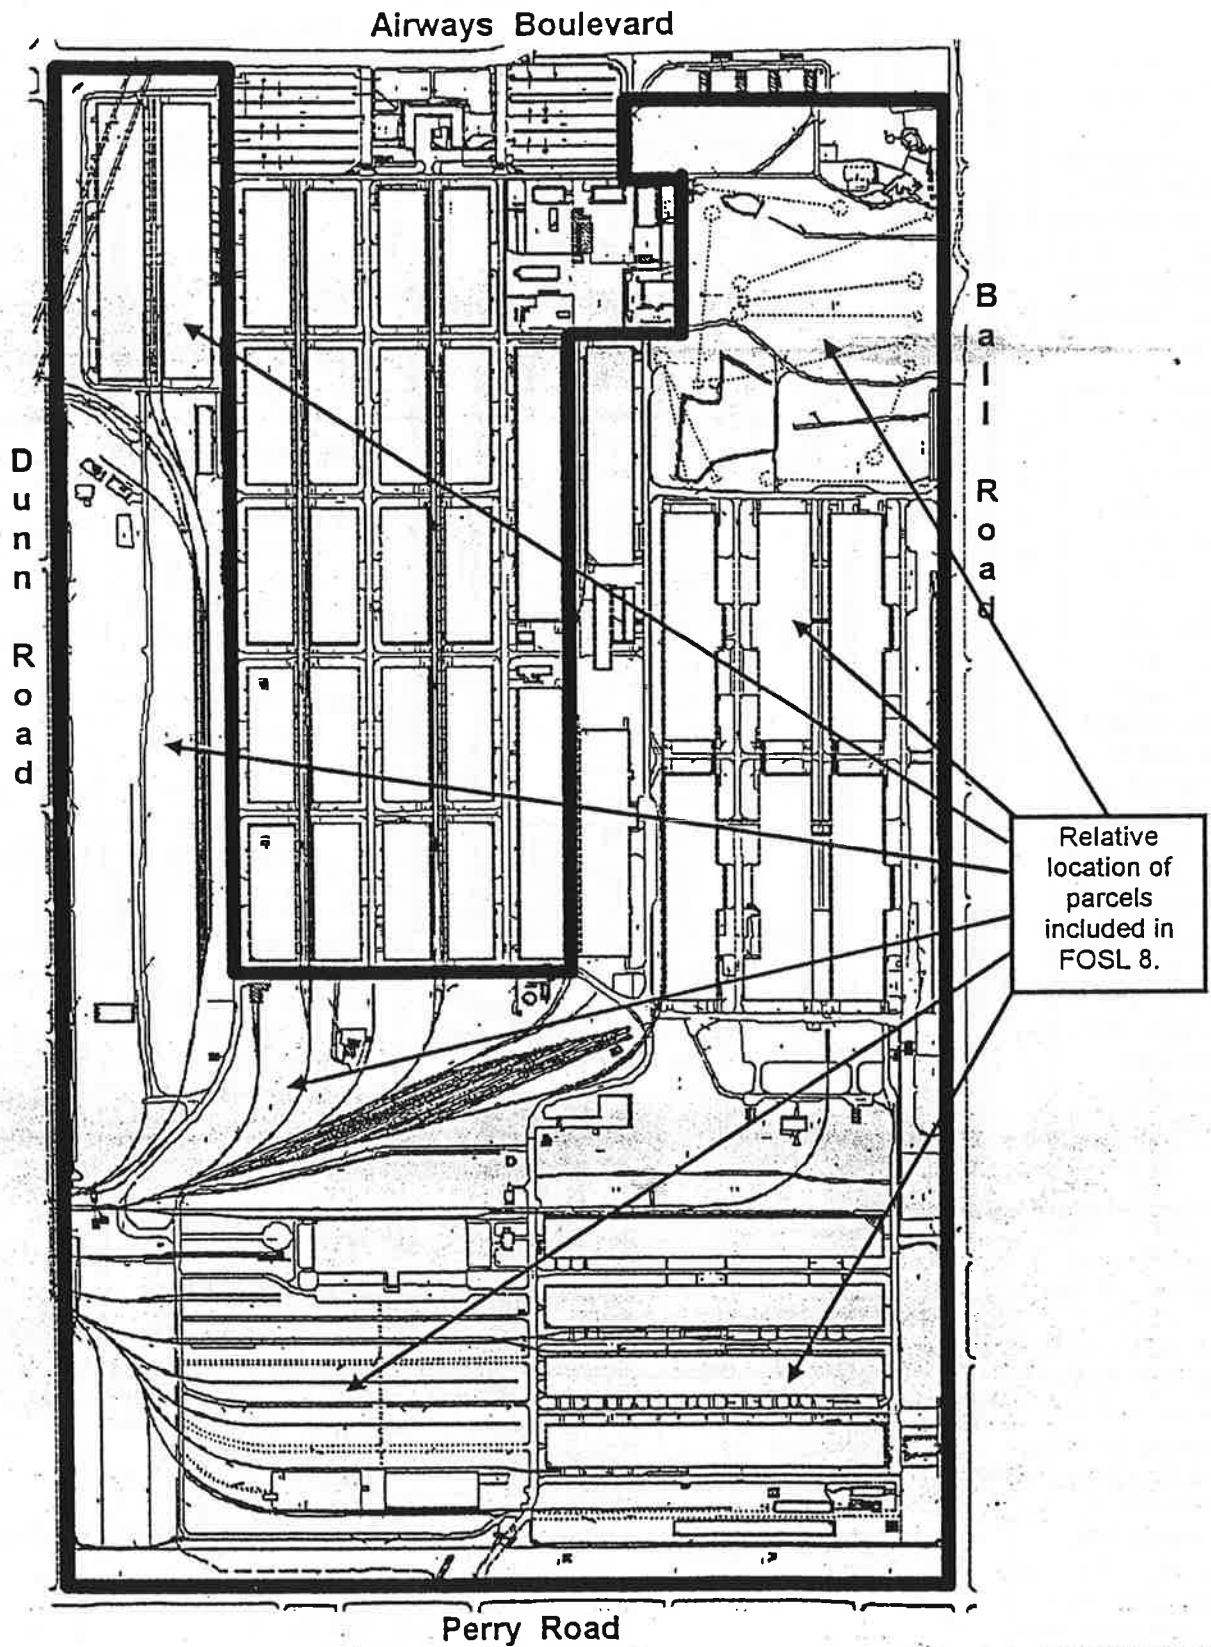 Airways Boulevard
Ball Road
Dunn Road
Relative
location of
parcels
included in
FOSL 8.
Perry Road